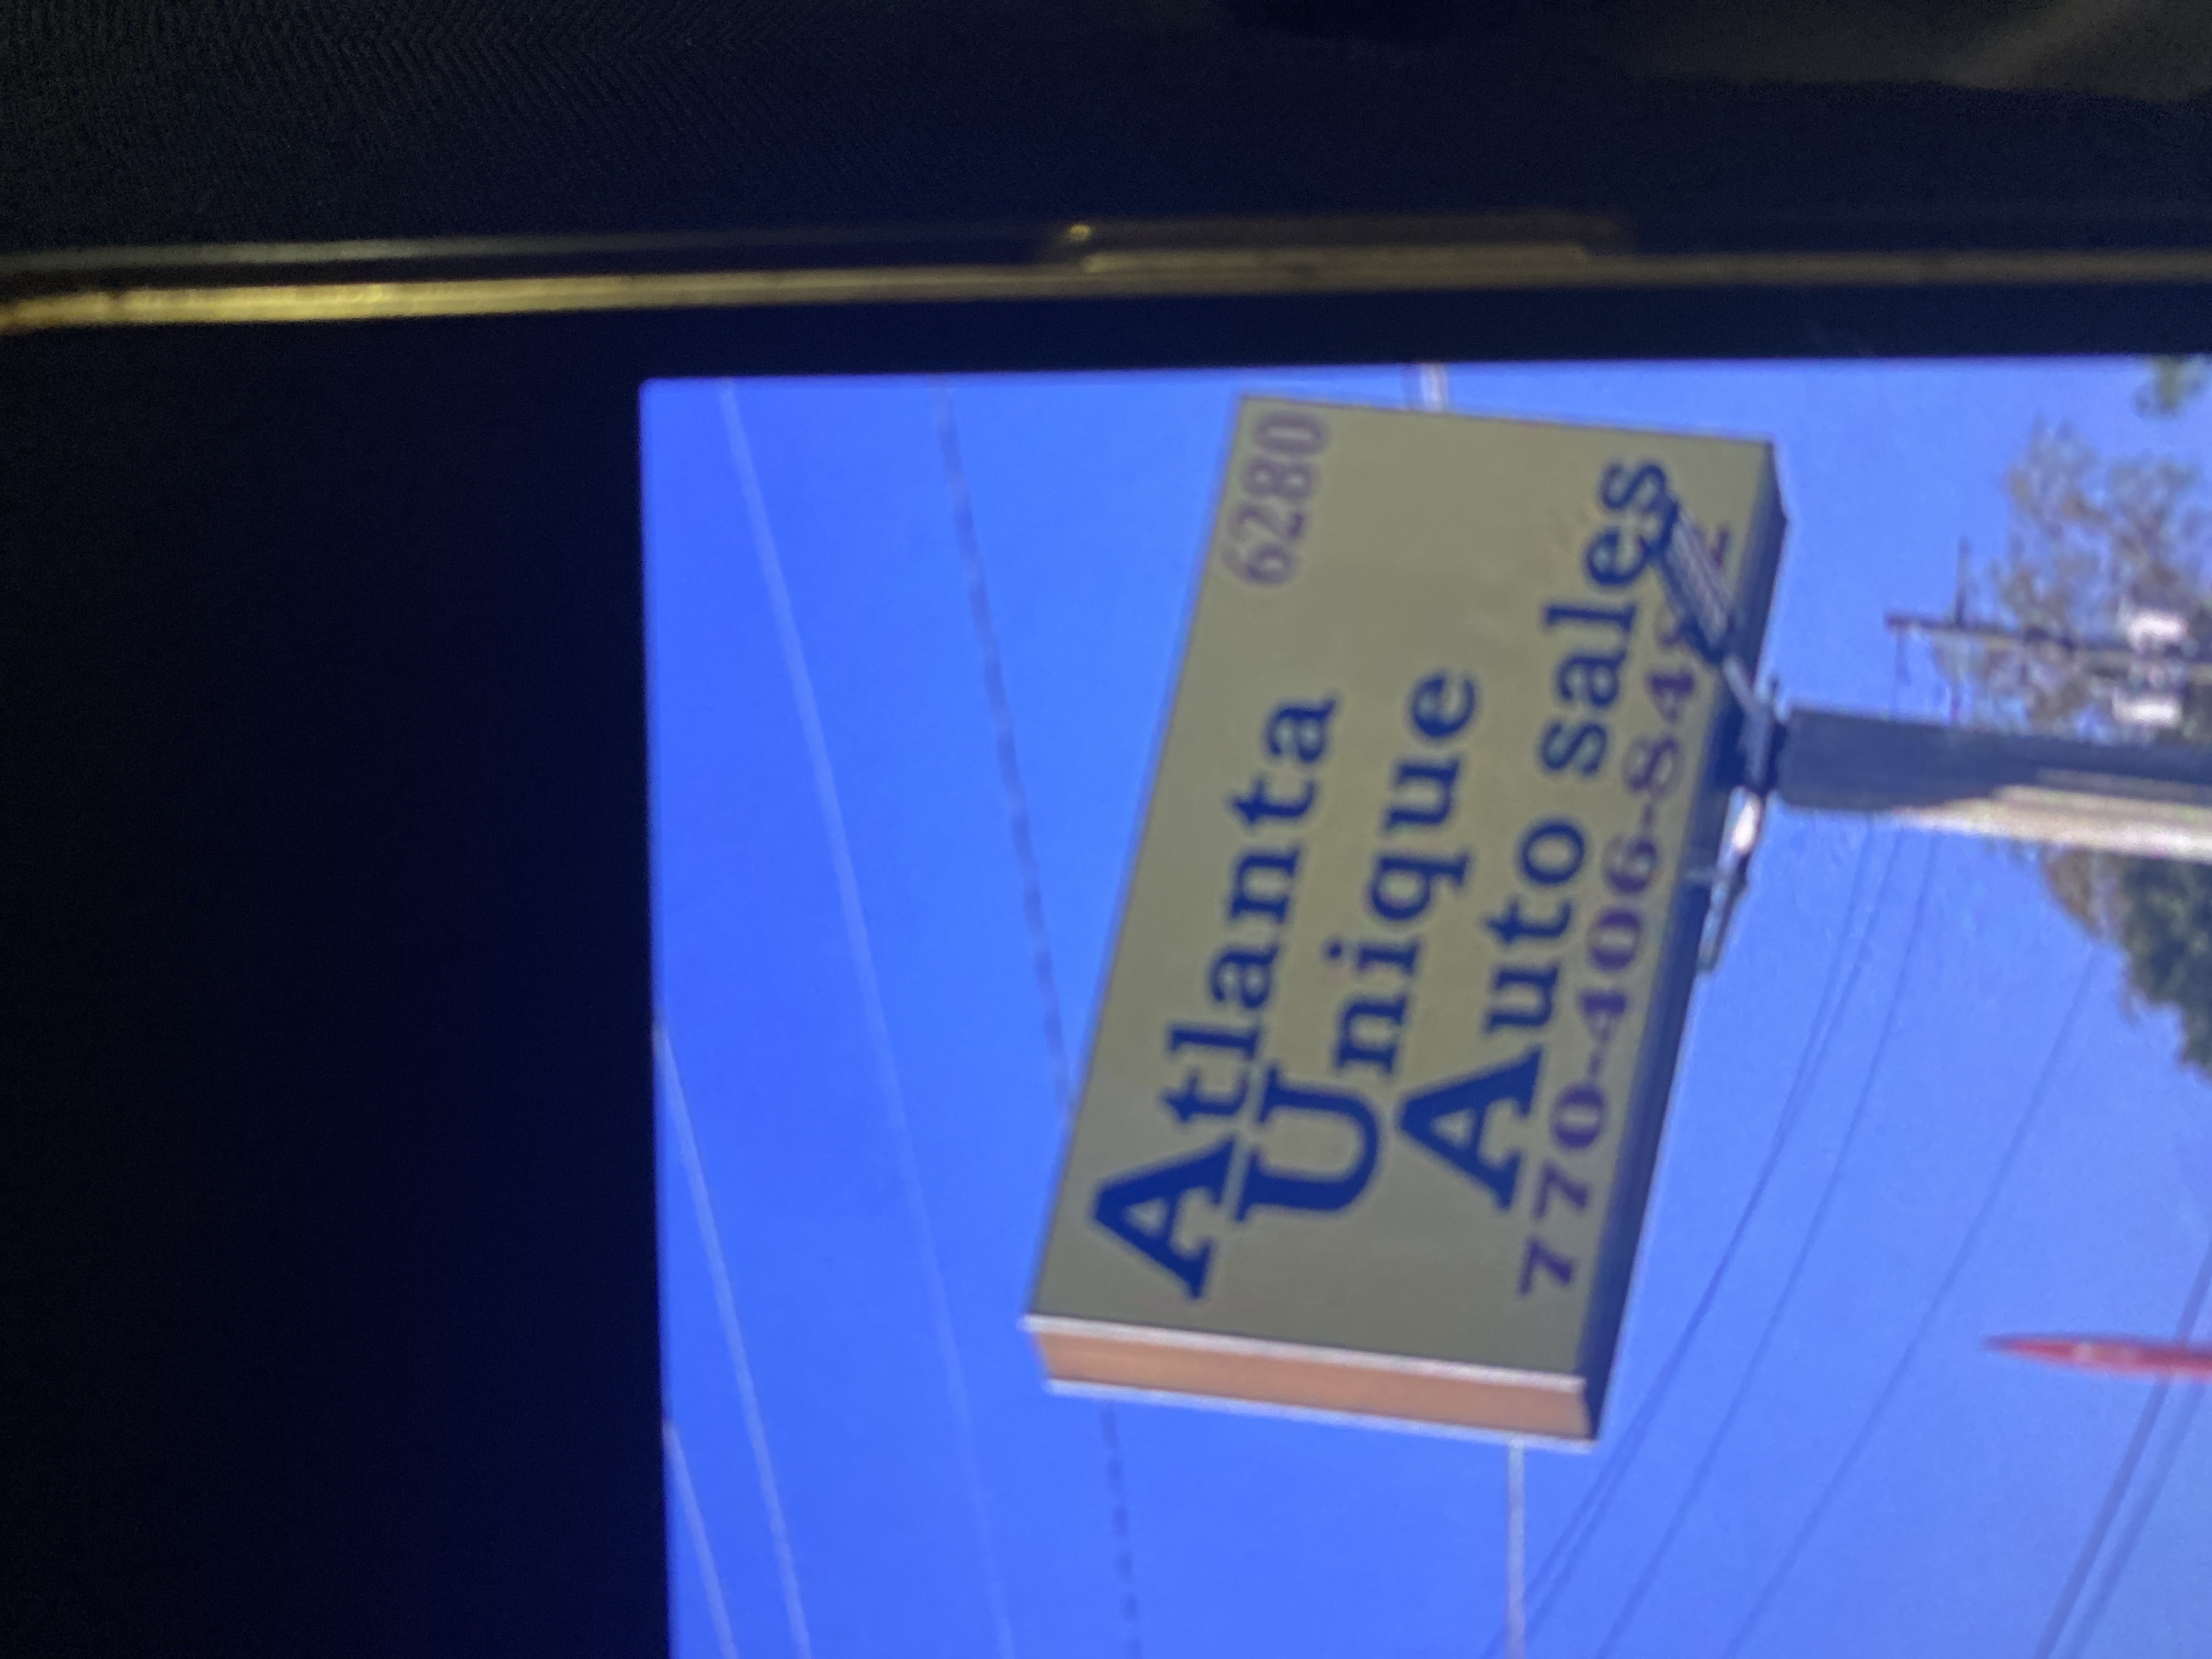 6280
Atlanta
Unique
Auto sales